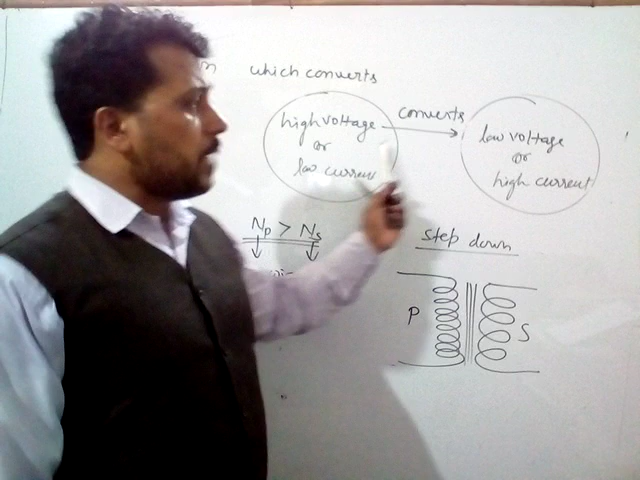 which converts
high voltage
or
low current
converts
low voltage
or
high current
Np > Ns
step down
P
S